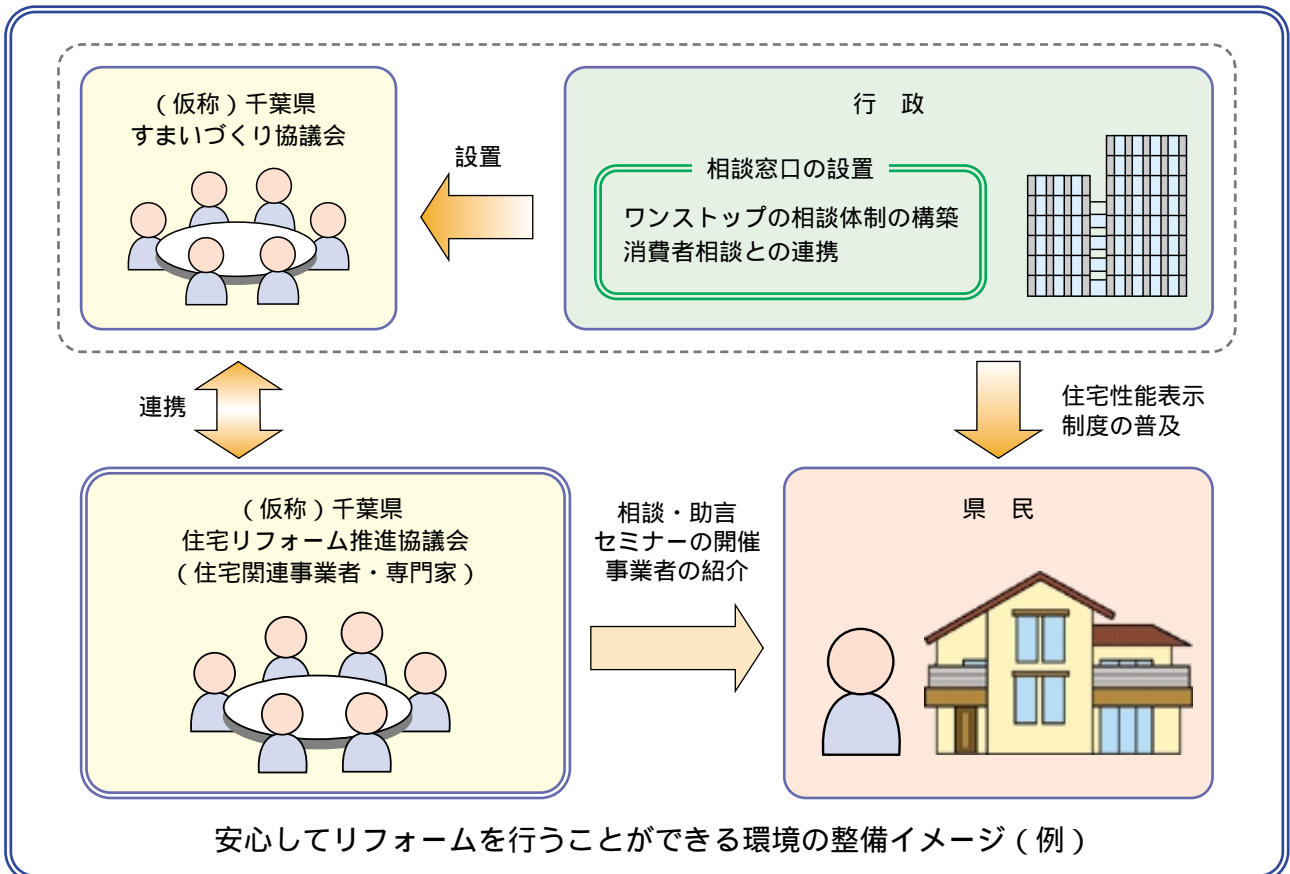 （仮称）千葉県
すまいづくり協議会
設置
行　政
相談窓口の設置
ワンストップの相談体制の構築
消費者相談との連携
連携
住宅性能表示
制度の普及
（仮称）千葉県
住宅リフォーム推進協議会
（住宅関連事業者・専門家）
相談・助言
セミナーの開催
事業者の紹介
県　民
安心してリフォームを行うことができる環境の整備イメージ（例）